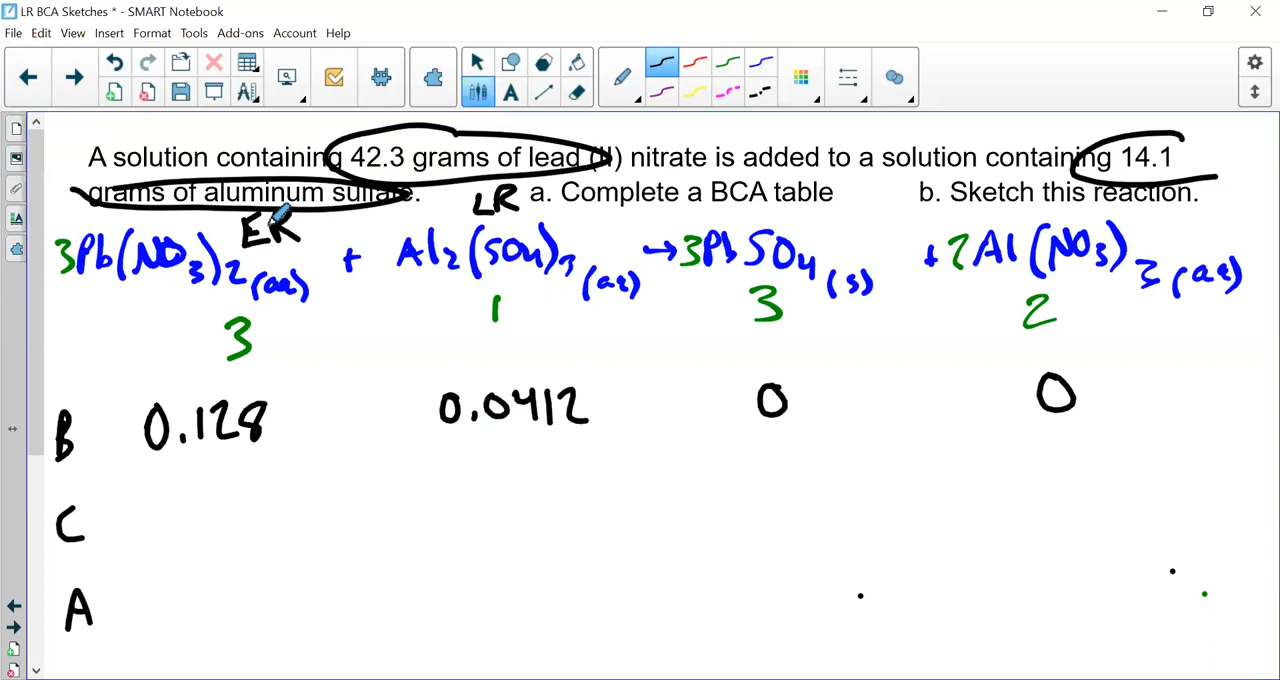 LR BCA Sketches * - SMART Notebook
File Edit View Insert Format Tools Add-ons Account Help
A solution containing 42.3 grams of lead (II) nitrate is added to a solution containing 14.1
grams of aluminum sulfate. a. Complete a BCA table b. Sketch this reaction.
ER LR
3Pb(NO3)2(aq) + Al2(SO4)3(aq) → 3PbSO4(s) + 2Al(NO3)3(aq)
3 1 3 2
B 0.128 0.0412 0 0
C
A